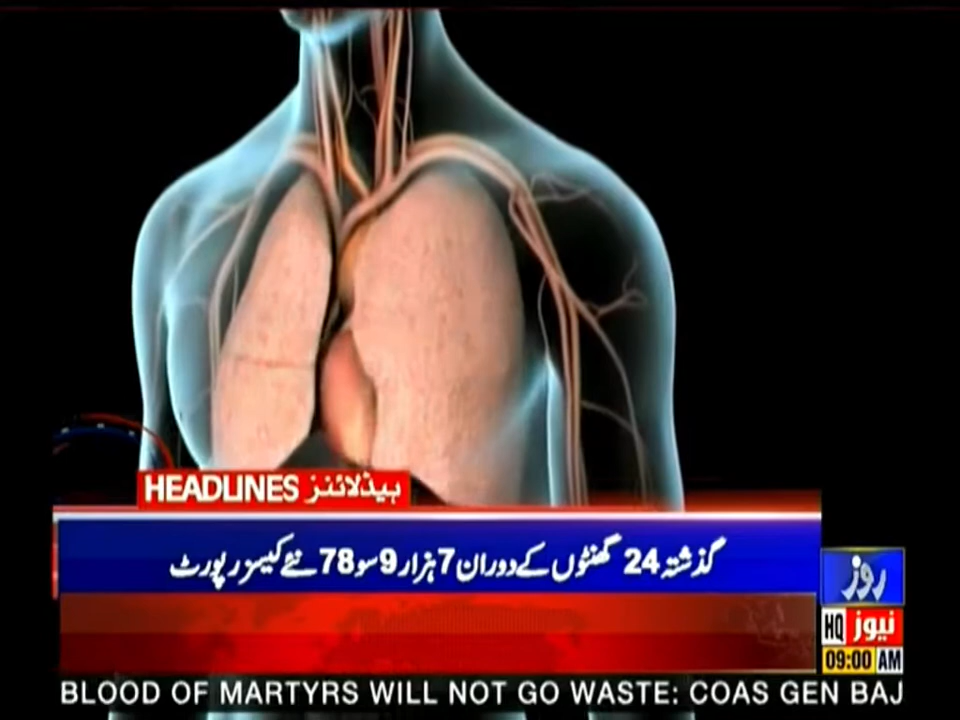 HEADLINES ہیڈلائنز
گذشتہ 24 گھنٹوں کے دوران 7 ہزار 9 سو 78 نئے کیسز رپورٹ
روز
HQ نیوز
09:00 AM
BLOOD OF MARTYRS WILL NOT GO WASTE: COAS GEN BAJ